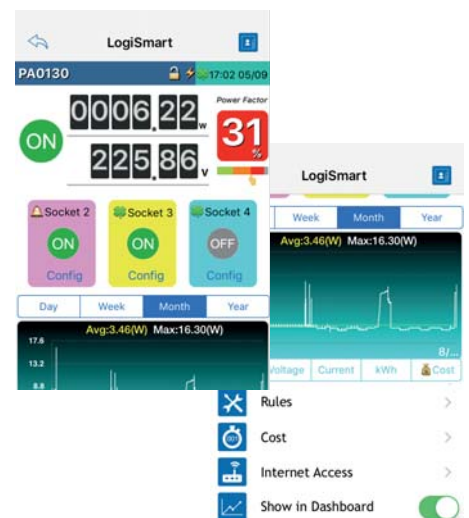 LogiSmart
PA0130 17:02 05/09
ON 0006.22 W Power Factor
225.86 V 31 %
Socket 2 Socket 3 Socket 4
ON ON OFF
Config Config Config
Day Week Month Year
Avg:3.46(W) Max:16.30(W)
17.6
13.2
8.8
LogiSmart
Week Month Year
Avg:3.46(W) Max:16.30(W)
8/...
Voltage Current kWh Cost
Rules
Cost
Internet Access
Show in Dashboard